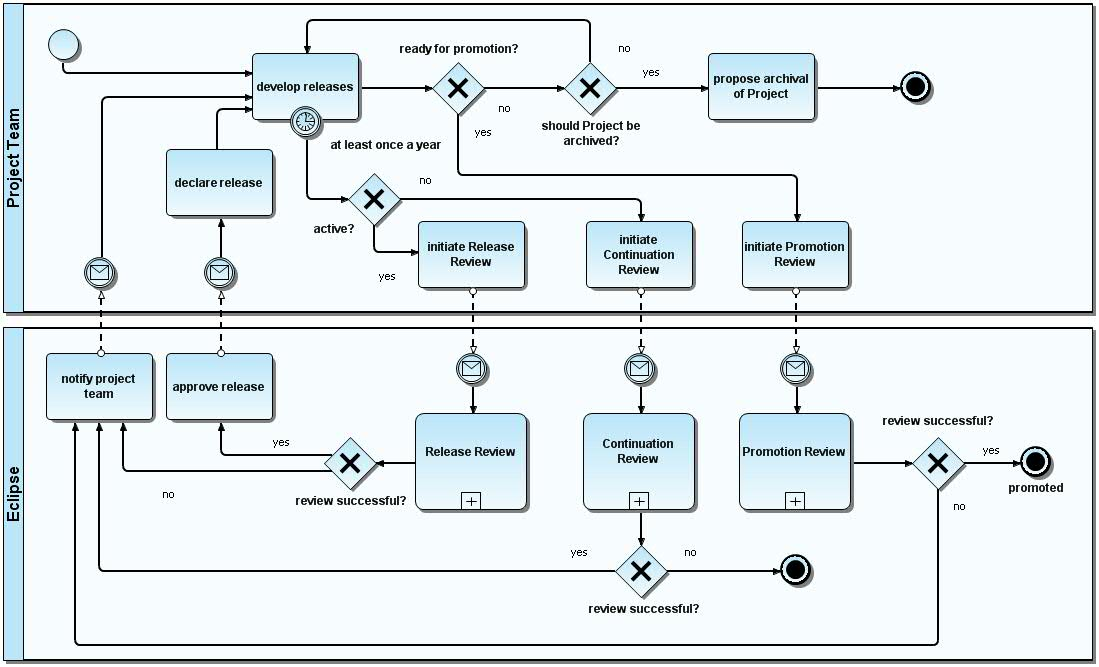 Project Team
ready for promotion?
no
develop releases
yes
propose archival
of Project
no
should Project be
archived?
yes
at least once a year
declare release
no
active?
initiate Release
Review
initiate
Continuation
Review
initiate Promotion
Review
yes
Eclipse
notify project
team
approve release
review successful?
yes
Release Review
Continuation
Review
Promotion Review
yes
promoted
no
review successful?
no
yes
no
review successful?